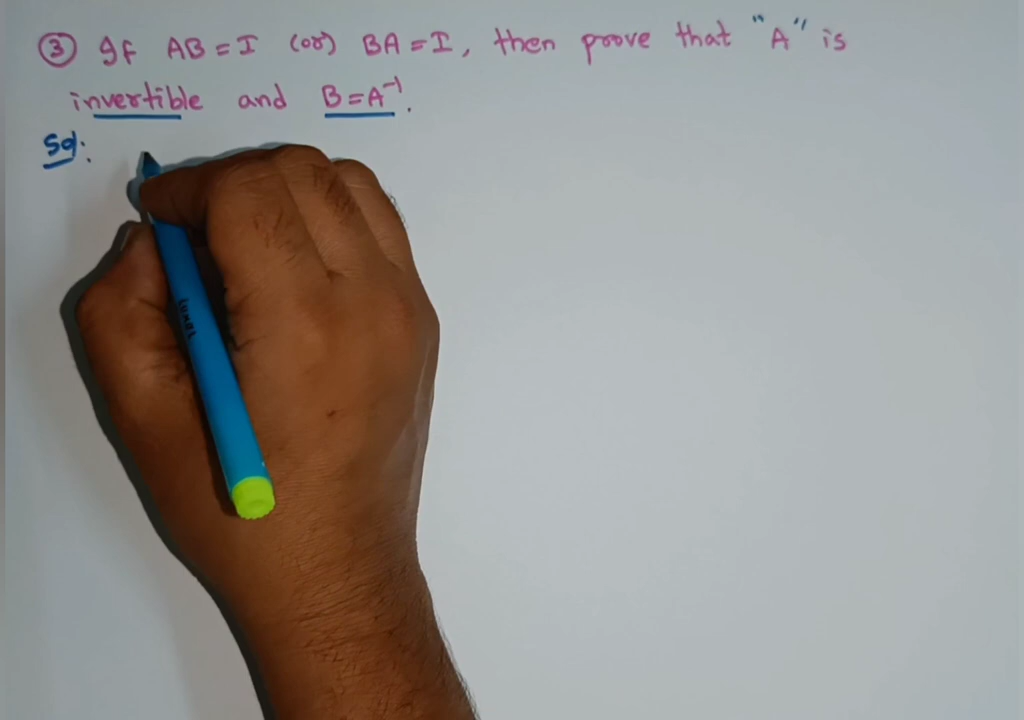 ③ If AB = I (or) BA = I, then prove that "A" is
invertible and B = A⁻¹.
Sol: